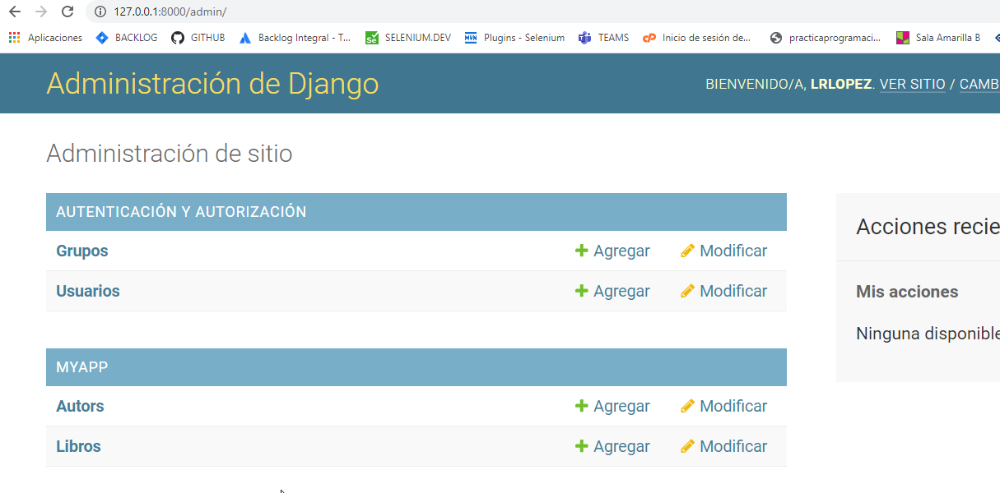 127.0.0.1:8000/admin/
Aplicaciones BACKLOG GITHUB Backlog Integral - T... SELENIUM.DEV MVN Plugins - Selenium TEAMS Inicio de sesión de... practicaprogramaci... Sala Amarilla B
Administración de Django
BIENVENIDO/A, LRLOPEZ. VER SITIO / CAMB
Administración de sitio
AUTENTICACIÓN Y AUTORIZACIÓN
Grupos Agregar Modificar
Usuarios Agregar Modificar
MYAPP
Autors Agregar Modificar
Libros Agregar Modificar
Acciones recie
Mis acciones
Ninguna disponible